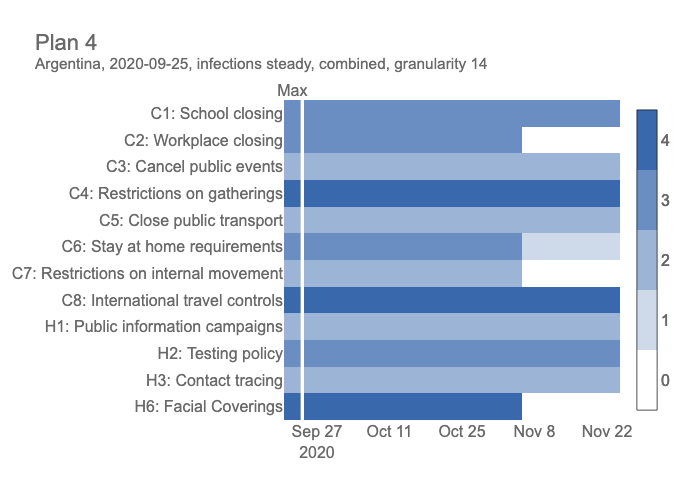 Plan 4
Argentina, 2020-09-25, infections steady, combined, granularity 14
Max
C1: School closing
C2: Workplace closing
C3: Cancel public events
C4: Restrictions on gatherings
C5: Close public transport
C6: Stay at home requirements
C7: Restrictions on internal movement
C8: International travel controls
H1: Public information campaigns
H2: Testing policy
H3: Contact tracing
H6: Facial Coverings
Sep 27 Oct 11 Oct 25 Nov 8 Nov 22
2020
4
3
2
1
0